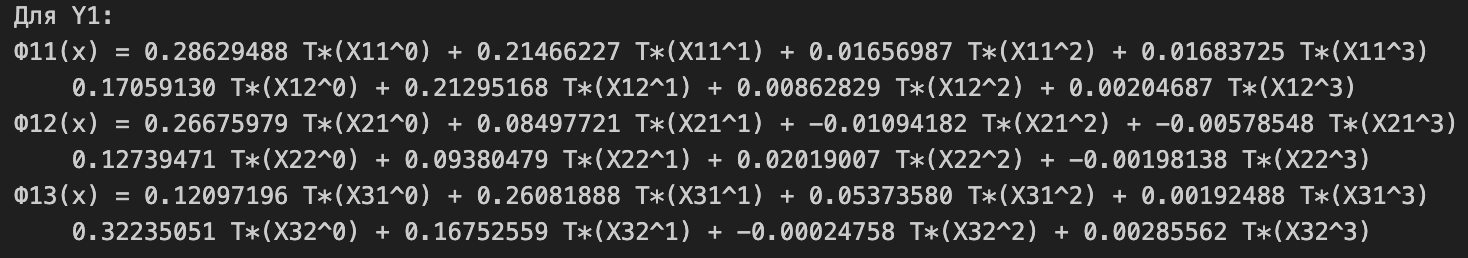 Для Y1:
Ф11(x) = 0.28629488 T*(X11^0) + 0.21466227 T*(X11^1) + 0.01656987 T*(X11^2) + 0.01683725 T*(X11^3)
0.17059130 T*(X12^0) + 0.21295168 T*(X12^1) + 0.00862829 T*(X12^2) + 0.00204687 T*(X12^3)
Ф12(x) = 0.26675979 T*(X21^0) + 0.08497721 T*(X21^1) + -0.01094182 T*(X21^2) + -0.00578548 T*(X21^3)
0.12739471 T*(X22^0) + 0.09380479 T*(X22^1) + 0.02019007 T*(X22^2) + -0.00198138 T*(X22^3)
Ф13(x) = 0.12097196 T*(X31^0) + 0.26081888 T*(X31^1) + 0.05373580 T*(X31^2) + 0.00192488 T*(X31^3)
0.32235051 T*(X32^0) + 0.16752559 T*(X32^1) + -0.00024758 T*(X32^2) + 0.00285562 T*(X32^3)